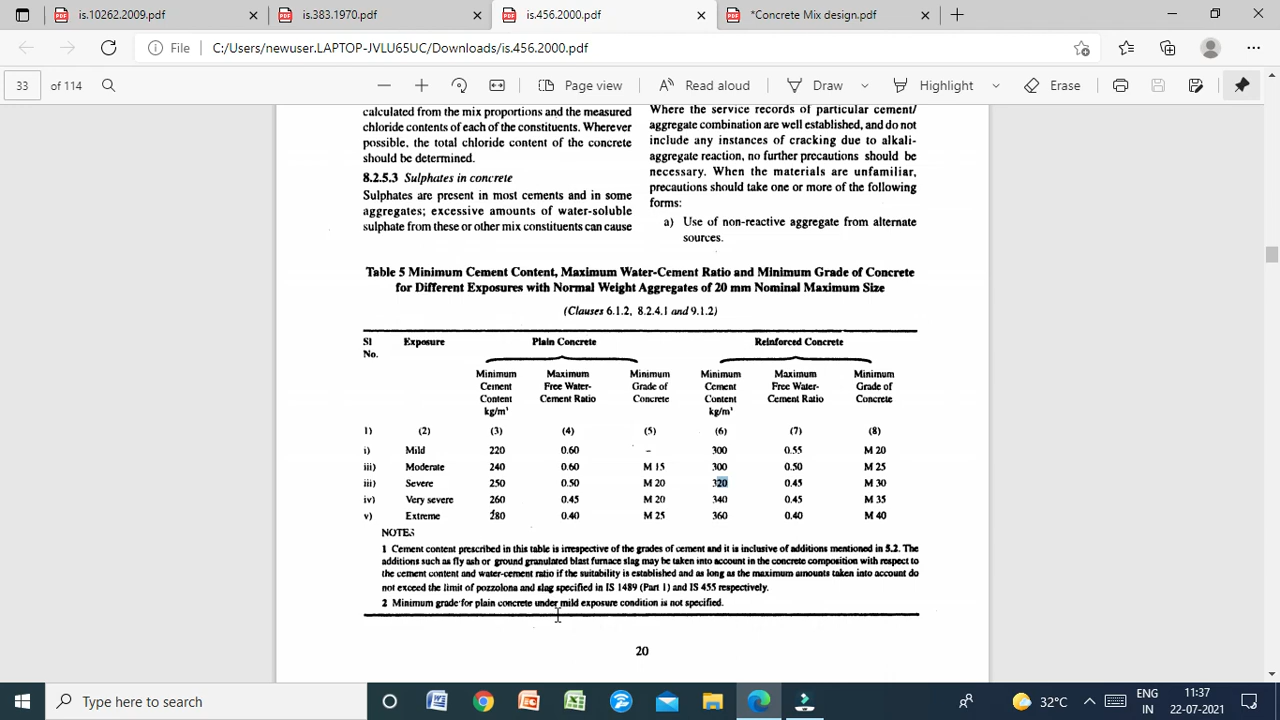 is.10262.2009.pdf
is.383.1970.pdf
is.456.2000.pdf
*Concrete Mix design.pdf
File C:/Users/newuser.LAPTOP-JVLU65UC/Downloads/is.456.2000.pdf
33 of 114 Page view Read aloud Draw Highlight Erase
calculated from the mix proportions and the measured
chloride contents of each of the constituents. Wherever
possible, the total chloride content of the concrete
should be determined.
8.2.5.3 Sulphates in concrete
Sulphates are present in most cements and in some
aggregates; excessive amounts of water-soluble
sulphate from these or other mix constituents can cause
Where the service records of particular cement/
aggregate combination are well established, and do not
include any instances of cracking due to alkali-
aggregate reaction, no further precautions should be
necessary. When the materials are unfamiliar,
precautions should take one or more of the following
forms:
a) Use of non-reactive aggregate from alternate
sources.
Table 5 Minimum Cement Content, Maximum Water-Cement Ratio and Minimum Grade of Concrete
for Different Exposures with Normal Weight Aggregates of 20 mm Nominal Maximum Size
(Clauses 6.1.2, 8.2.4.1 and 9.1.2)
Sl Exposure Plain Concrete Reinforced Concrete
No.
Minimum Maximum Minimum Minimum Maximum Minimum
Cement Free Water- Grade of Cement Free Water- Grade of
Content Cement Ratio Concrete Content Cement Ratio Concrete
kg/m³ kg/m³
1) (2) (3) (4) (5) (6) (7) (8)
i) Mild 220 0.60 – 300 0.55 M 20
iii) Moderate 240 0.60 M 15 300 0.50 M 25
iii) Severe 250 0.50 M 20 320 0.45 M 30
iv) Very severe 260 0.45 M 20 340 0.45 M 35
v) Extreme 280 0.40 M 25 360 0.40 M 40
NOTES
1 Cement content prescribed in this table is irrespective of the grades of cement and it is inclusive of additions mentioned in 5.2. The
additions such as fly ash or ground granulated blast furnace slag may be taken into account in the concrete composition with respect to
the cement content and water-cement ratio if the suitability is established and as long as the maximum amounts taken into account do
not exceed the limit of pozzolona and slag specified in IS 1489 (Part 1) and IS 455 respectively.
2 Minimum grade for plain concrete under mild exposure condition is not specified.
20
Type here to search
32°C
ENG
IN
11:37
22-07-2021